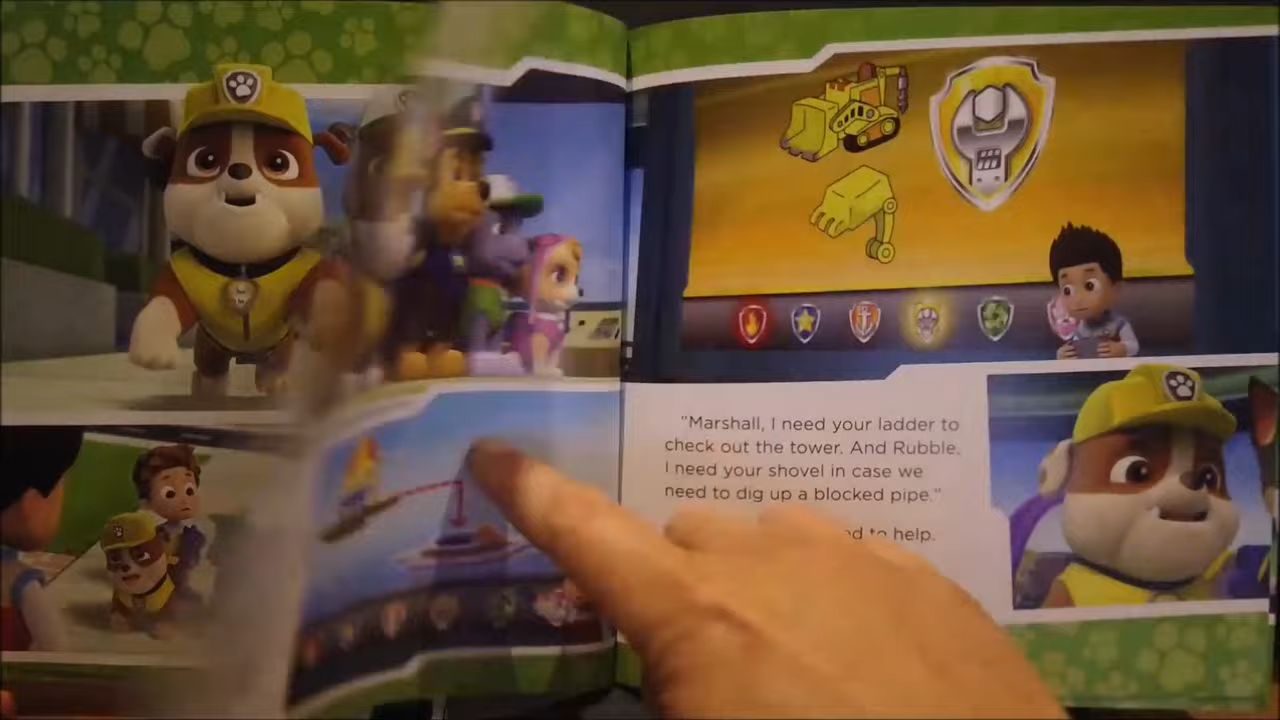 "Marshall, I need your ladder to
check out the tower. And Rubble,
I need your shovel in case we
need to dig up a blocked pipe."
to help.